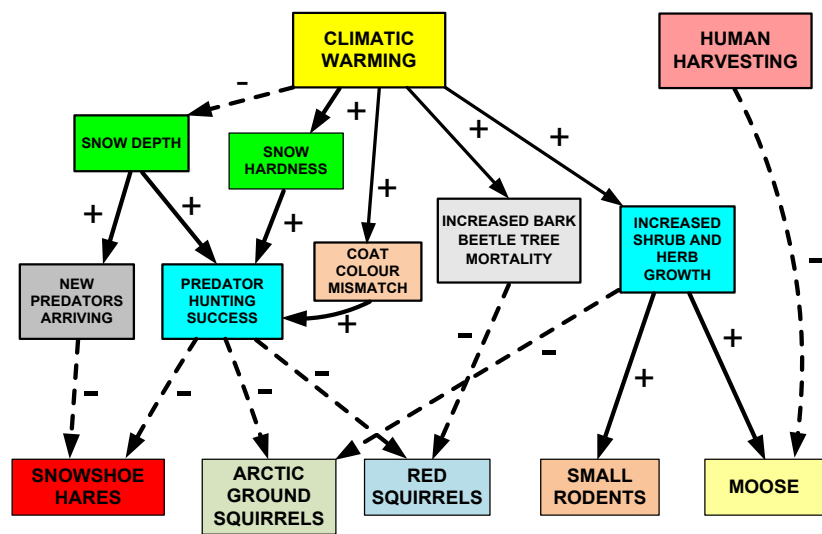 CLIMATIC
WARMING
HUMAN
HARVESTING
-
+
+
+
+
SNOW DEPTH
SNOW
HARDNESS
+
+
+
+
INCREASED BARK
BEETLE TREE
MORTALITY
INCREASED
SHRUB AND
HERB
GROWTH
COAT
COLOUR
MISMATCH
NEW
PREDATORS
ARRIVING
PREDATOR
HUNTING
SUCCESS
-
+
-
-
+
+
-
-
-
-
SNOWSHOE
HARES
ARCTIC
GROUND
SQUIRRELS
RED
SQUIRRELS
SMALL
RODENTS
MOOSE